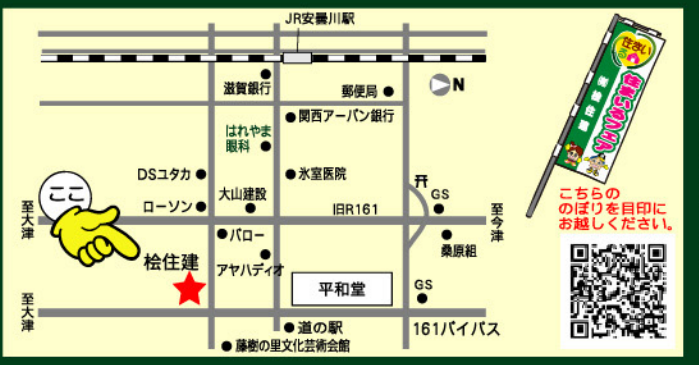 JR安曇川駅
滋賀銀行
郵便局
N
関西アーバン銀行
はれやま
眼科
DSユタカ
氷室医院
ここ
大山建設
ローソン
旧R161
GS
至大津
至今津
バロー
桑原組
桧住建
アヤハディオ
平和堂
GS
至大津
道の駅
161バイパス
藤樹の里文化芸術会館
住まいる
住まいるフェア
㈱桧住建
こちらの
のぼりを目印に
お越しください。